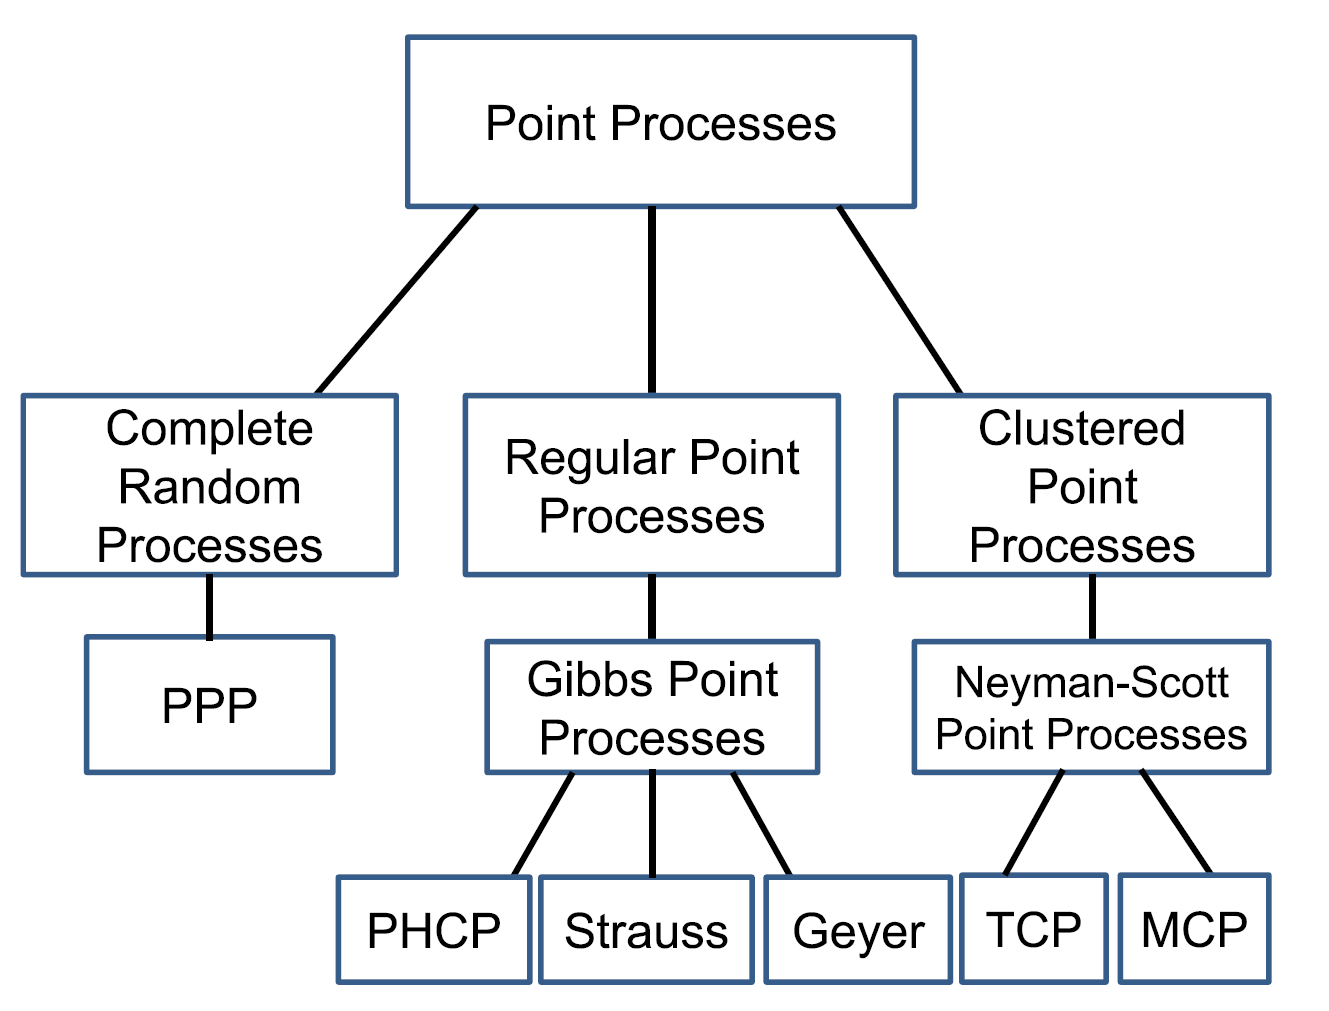 Point Processes
Complete
Random
Processes
Regular Point
Processes
Clustered
Point
Processes
PPP
Gibbs Point
Processes
Neyman-Scott
Point Processes
PHCP
Strauss
Geyer
TCP
MCP